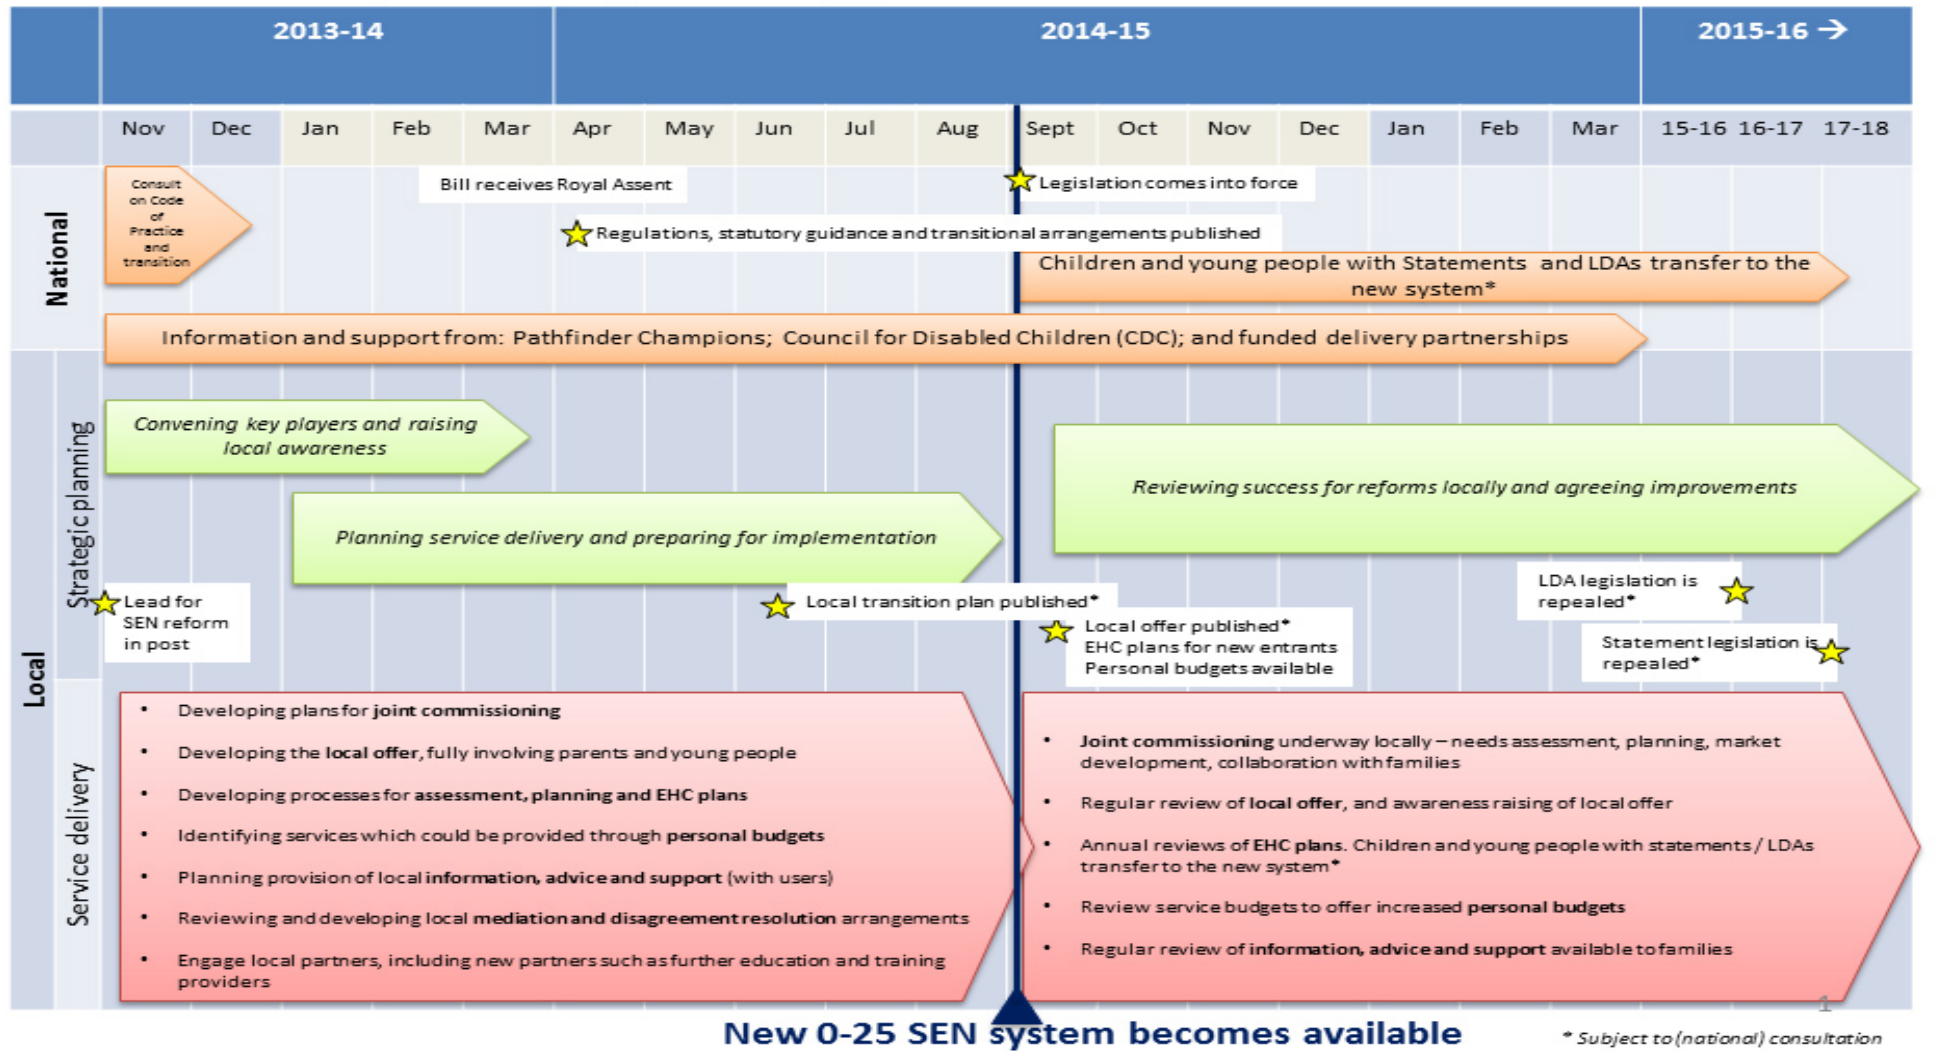 2013-14
2014-15
2015-16 →
Nov Dec Jan Feb Mar Apr May Jun Jul Aug Sept Oct Nov Dec Jan Feb Mar 15-16 16-17 17-18
National
Consult
on Code
of
Practice
and
transition
Bill receives Royal Assent
Legislation comes into force
Regulations, statutory guidance and transitional arrangements published
Children and young people with Statements and LDAs transfer to the
new system*
Information and support from: Pathfinder Champions; Council for Disabled Children (CDC); and funded delivery partnerships
Local
Strategic planning
Convening key players and raising
local awareness
Planning service delivery and preparing for implementation
Reviewing success for reforms locally and agreeing improvements
Lead for
SEN reform
in post
Local transition plan published*
Local offer published*
EHC plans for new entrants
Personal budgets available
LDA legislation is
repealed*
Statement legislation is
repealed*
Service delivery
• Developing plans for joint commissioning
• Developing the local offer, fully involving parents and young people
• Developing processes for assessment, planning and EHC plans
• Identifying services which could be provided through personal budgets
• Planning provision of local information, advice and support (with users)
• Reviewing and developing local mediation and disagreement resolution arrangements
• Engage local partners, including new partners such as further education and training
providers
• Joint commissioning underway locally – needs assessment, planning, market
development, collaboration with families
• Regular review of local offer, and awareness raising of local offer
• Annual reviews of EHC plans. Children and young people with statements / LDAs
transfer to the new system*
• Review service budgets to offer increased personal budgets
• Regular review of information, advice and support available to families
1
New 0-25 SEN system becomes available
* Subject to (national) consultation